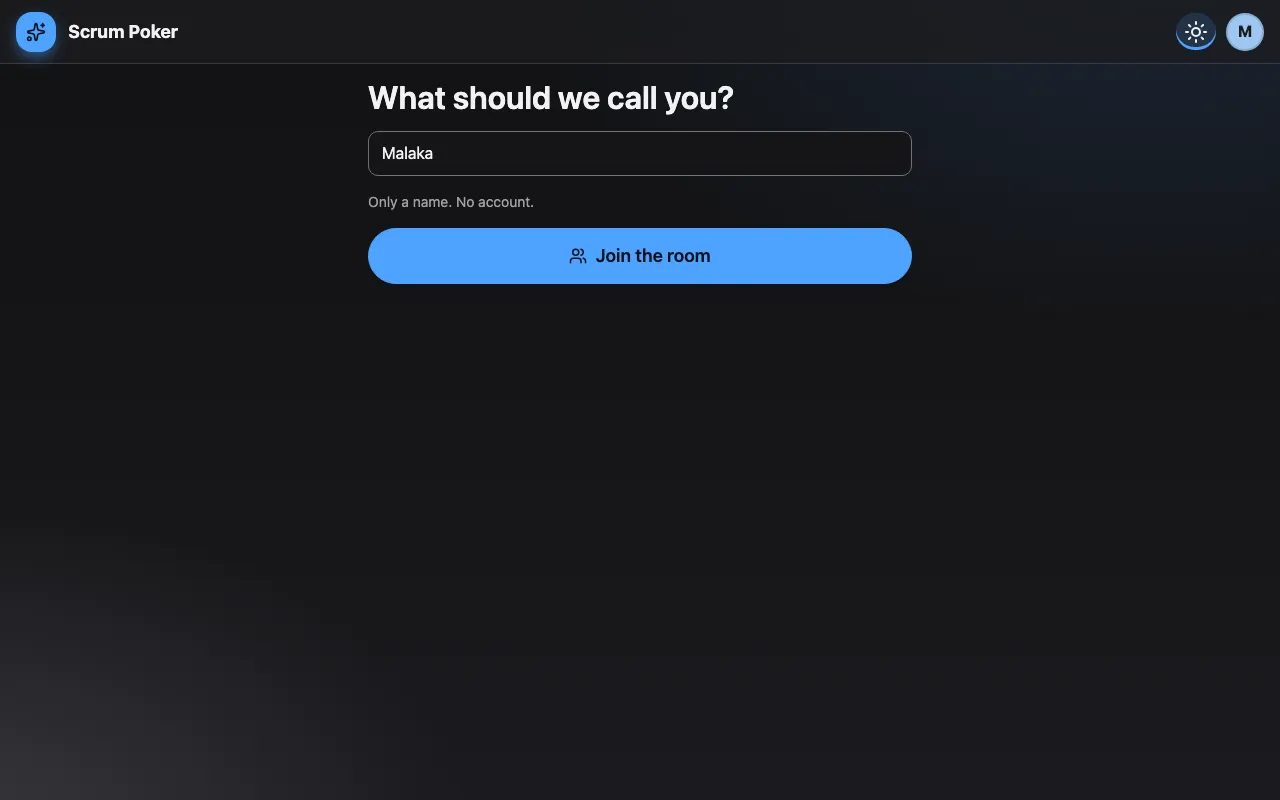 Scrum Poker
M
What should we call you?
Malaka
Only a name. No account.
Join the room